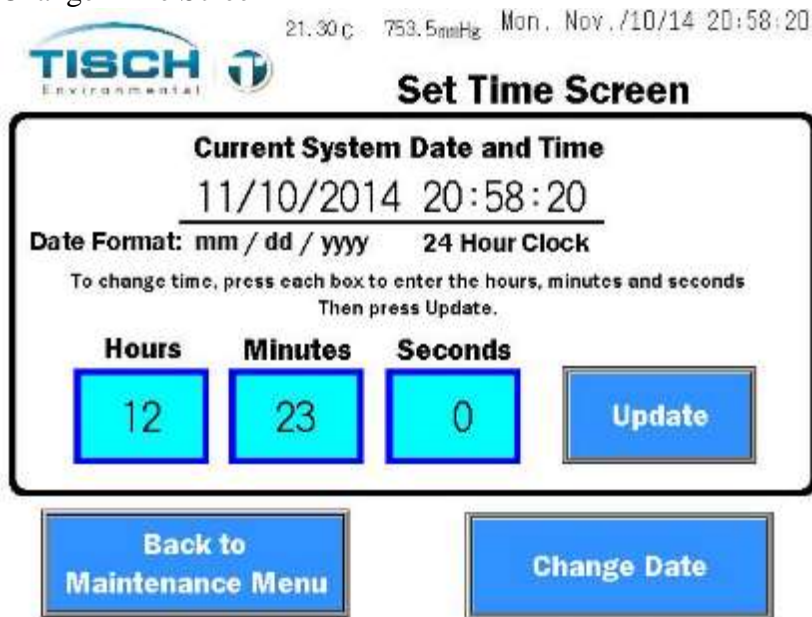 21.30 C 753.5mmHg Mon. Nov./10/14 20:58:20
TISCH
Environmental
Set Time Screen
Current System Date and Time
11/10/2014 20:58:20
Date Format: mm / dd / yyyy 24 Hour Clock
To change time, press each box to enter the hours, minutes and seconds
Then press Update.
Hours Minutes Seconds
12 23 0 Update
Back to
Maintenance Menu
Change Date